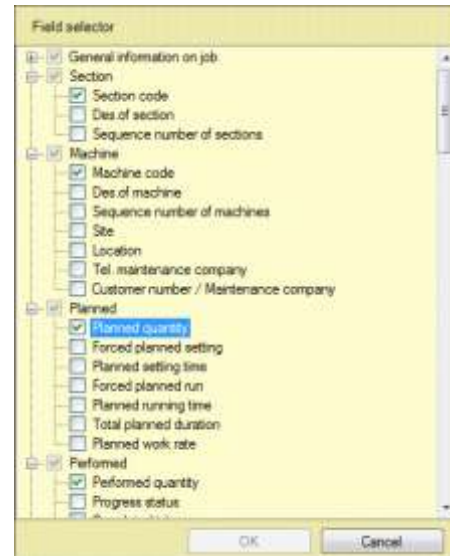 Field selector
General information on job
Section
Section code
Des.of section
Sequence number of sections
Machine
Machine code
Des.of machine
Sequence number of machines
Site
Location
Tel. maintenance company
Customer number / Maintenance company
Planned
Planned quantity
Forced planned setting
Planned setting time
Forced planned run
Planned running time
Total planned duration
Planned work rate
Performed
Performed quantity
Progress status
OK
Cancel